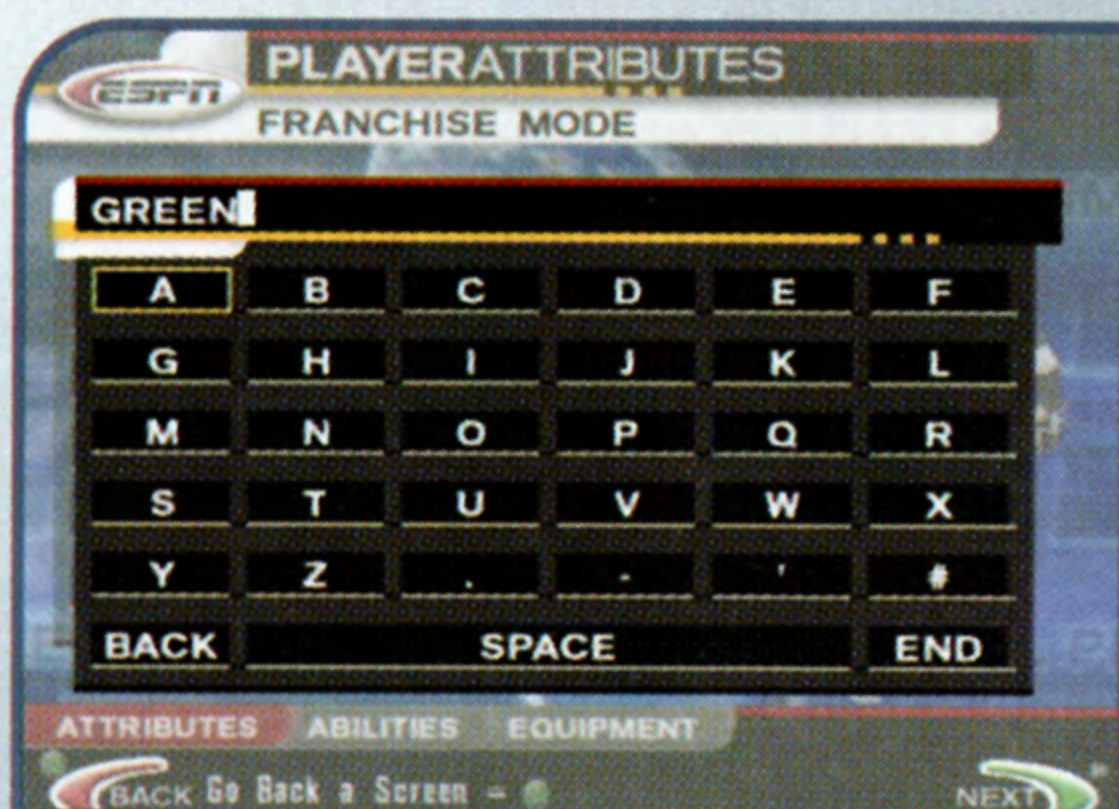 PLAYERATTRIBUTES
ESPN
FRANCHISE MODE
GREEN
A B C D E F
G H I J K L
M N O P Q R
S T U V W X
Y Z . - ' #
BACK SPACE END
ATTRIBUTES ABILITIES EQUIPMENT
BACK Go Back a Screen - NEXT